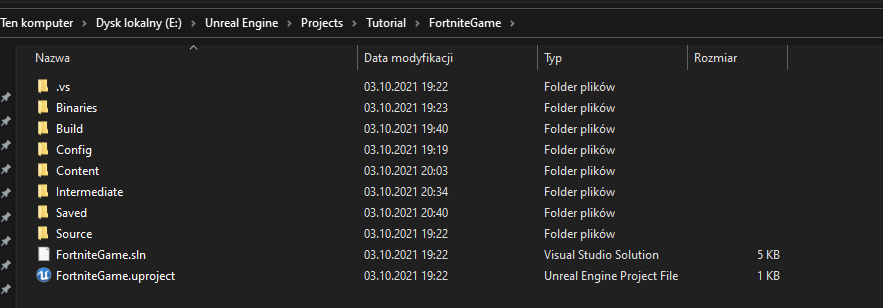 Ten komputer > Dysk lokalny (E:) > Unreal Engine > Projects > Tutorial > FortniteGame >
Nazwa Data modyfikacji Typ Rozmiar
.vs 03.10.2021 19:22 Folder plików
Binaries 03.10.2021 19:23 Folder plików
Build 03.10.2021 19:40 Folder plików
Config 03.10.2021 19:19 Folder plików
Content 03.10.2021 20:03 Folder plików
Intermediate 03.10.2021 20:34 Folder plików
Saved 03.10.2021 20:40 Folder plików
Source 03.10.2021 19:22 Folder plików
FortniteGame.sln 03.10.2021 19:22 Visual Studio Solution 5 KB
FortniteGame.uproject 03.10.2021 19:22 Unreal Engine Project File 1 KB